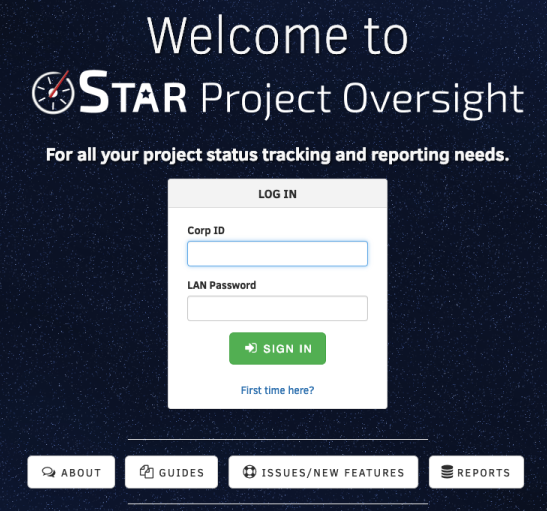 Welcome to
STAR Project Oversight
For all your project status tracking and reporting needs.
LOG IN
Corp ID
LAN Password
SIGN IN
First time here?
ABOUT GUIDES ISSUES/NEW FEATURES REPORTS